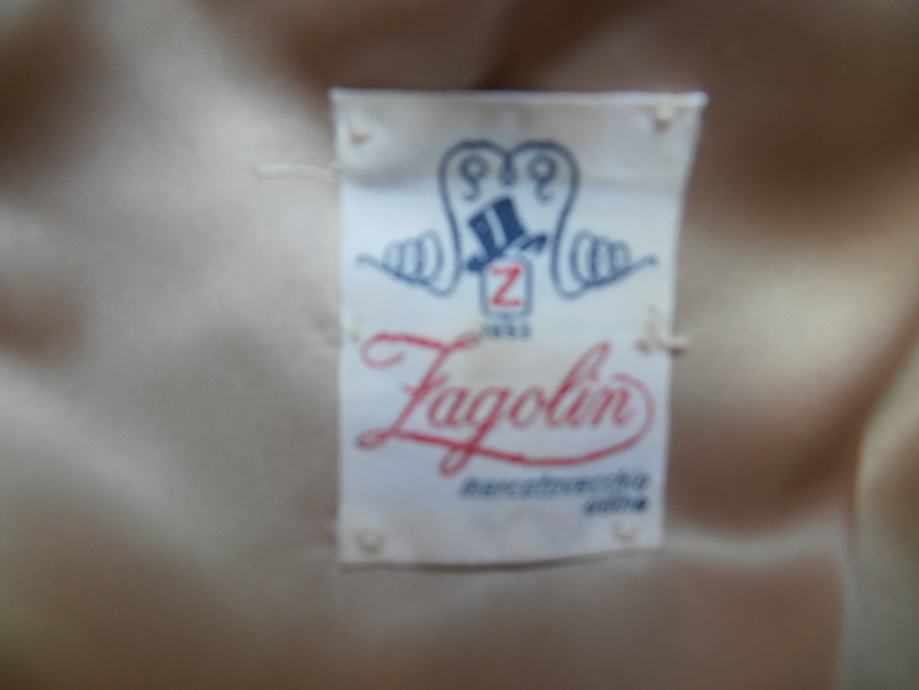 Z
Zagolin
mercatovecchio
udine